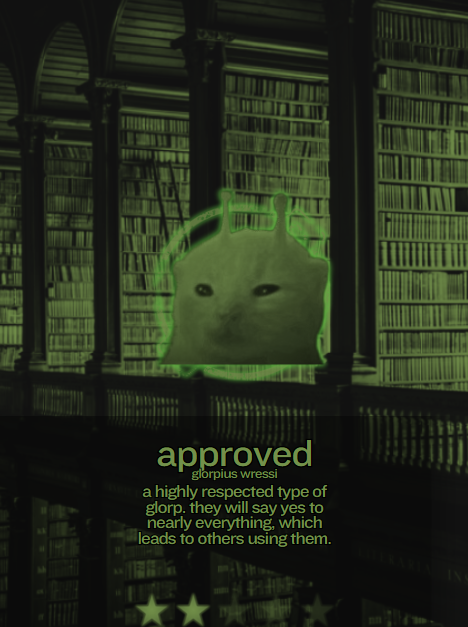 approved
glorpius wressi
a highly respected type of
glorp. they will say yes to
nearly everything, which
leads to others using them.